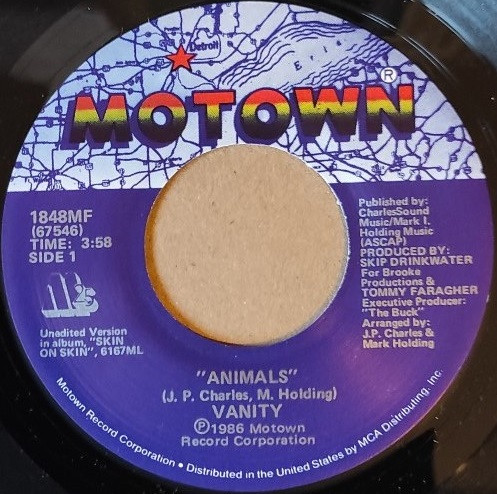 Detroit
Erie
MOTOWN
®
1848MF
(67546)
TIME: 3:58
SIDE 1
Unedited Version
in album, "SKIN
ON SKIN", 6167ML
Published by:
CharlesSound
Music/Mark I.
Holding Music
(ASCAP)
PRODUCED BY:
SKIP DRINKWATER
For Brooke
Productions &
TOMMY FARAGHER
Executive Producer:
"The Buck"
Arranged by:
J.P. Charles &
Mark Holding
"ANIMALS"
(J. P. Charles, M. Holding)
VANITY
Ⓟ1986 Motown
Record Corporation
Motown Record Corporation • Distributed in the United States by MCA Distributing, Inc.